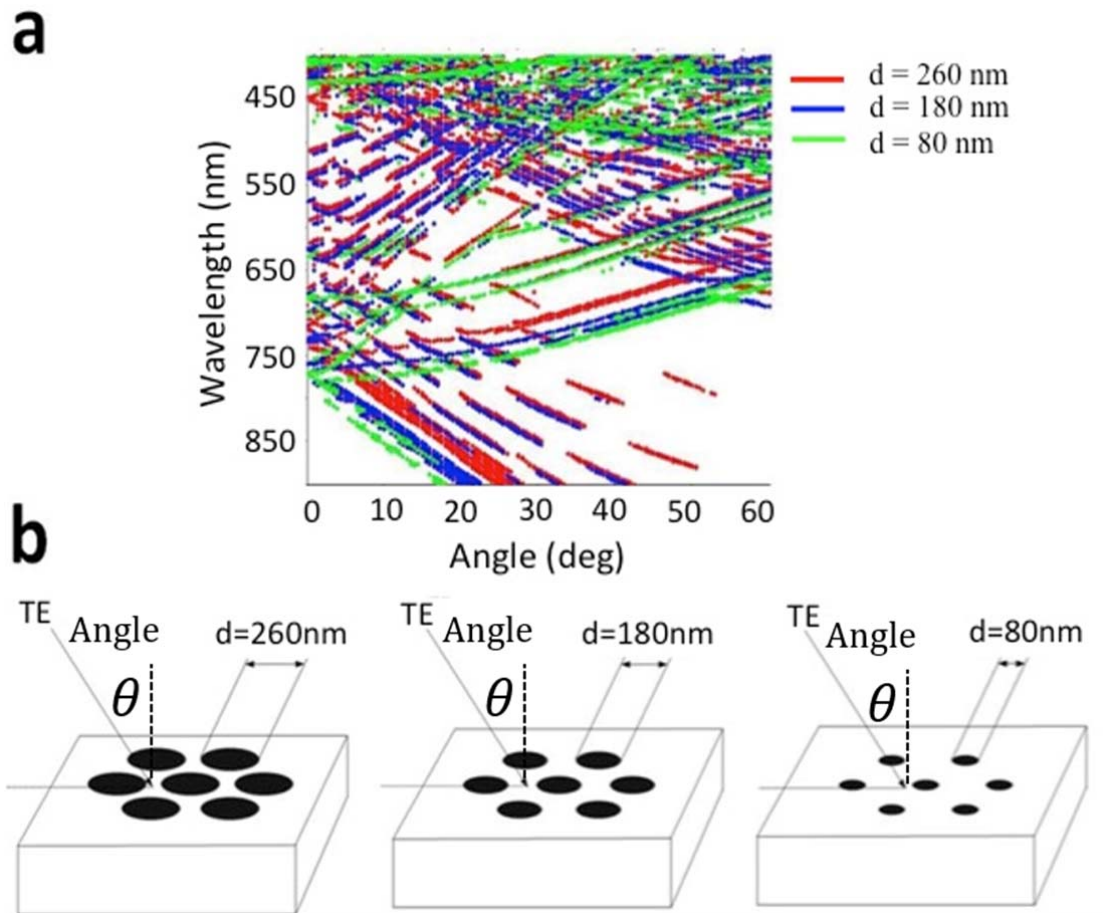 a
450
550
650
750
850
Wavelength (nm)
0 10 20 30 40 50 60
Angle (deg)
d = 260 nm
d = 180 nm
d = 80 nm
b
TE
Angle
θ
d=260nm
TE
Angle
θ
d=180nm
TE
Angle
θ
d=80nm